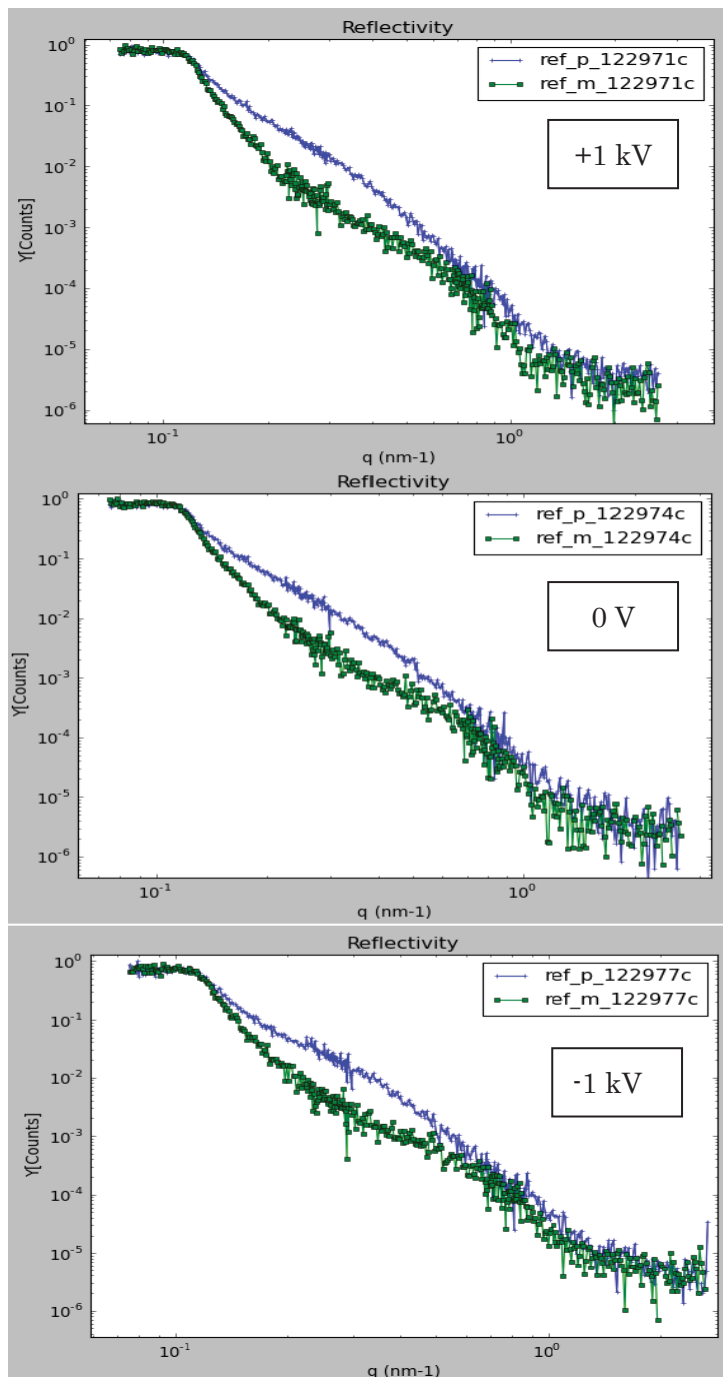 Reflectivity
10⁰
10⁻¹
10⁻²
10⁻³
10⁻⁴
10⁻⁵
10⁻⁶
Y[Counts]
ref_p_122971c
ref_m_122971c
+1 kV
10⁻¹
10⁰
q (nm-1)
Reflectivity
10⁰
10⁻¹
10⁻²
10⁻³
10⁻⁴
10⁻⁵
10⁻⁶
Y[Counts]
ref_p_122974c
ref_m_122974c
0 V
10⁻¹
10⁰
q (nm-1)
Reflectivity
10⁰
10⁻¹
10⁻²
10⁻³
10⁻⁴
10⁻⁵
10⁻⁶
Y[Counts]
ref_p_122977c
ref_m_122977c
-1 kV
10⁻¹
10⁰
q (nm-1)